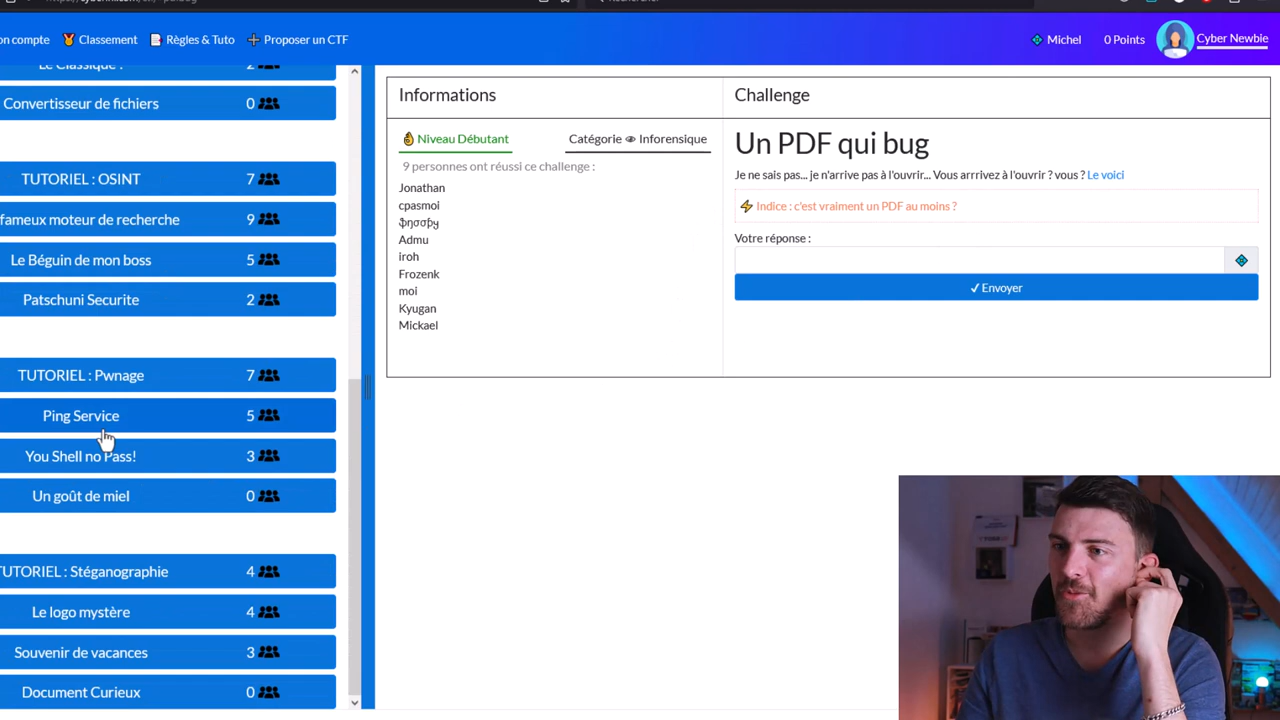 on compte
Classement
Règles & Tuto
Proposer un CTF
Michel
0 Points
Cyber Newbie
Le Classique :
2
Convertisseur de fichiers
0
TUTORIEL : OSINT
7
fameux moteur de recherche
9
Le Béguin de mon boss
5
Patschuni Securite
2
TUTORIEL : Pwnage
7
Ping Service
5
You Shell no Pass!
3
Un goût de miel
0
TUTORIEL : Stéganographie
4
Le logo mystère
4
Souvenir de vacances
3
Document Curieux
0
Informations
Niveau Débutant
Catégorie Inforensique
9 personnes ont réussi ce challenge :
Jonathan
cpasmoi
Admu
iroh
Frozenk
moi
Kyugan
Mickael
Challenge
Un PDF qui bug
Je ne sais pas... je n'arrive pas à l'ouvrir... Vous arrrivez à l'ouvrir ? vous ? Le voici
Indice : c'est vraiment un PDF au moins ?
Votre réponse :
✓ Envoyer